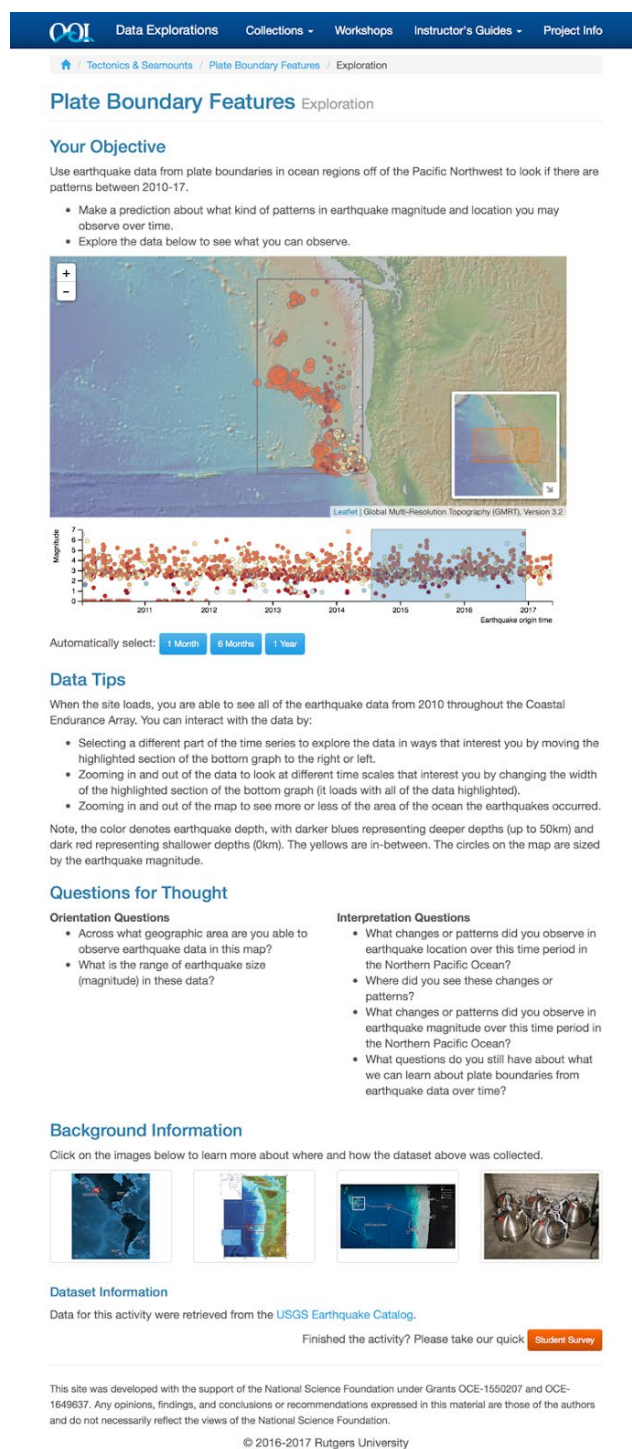 OOI Data Explorations Collections Workshops Instructor's Guides Project Info
/ Tectonics & Seamounts / Plate Boundary Features / Exploration
Plate Boundary Features Exploration
Your Objective
Use earthquake data from plate boundaries in ocean regions off of the Pacific Northwest to look if there are
patterns between 2010-17.
• Make a prediction about what kind of patterns in earthquake magnitude and location you may
observe over time.
• Explore the data below to see what you can observe.
+
−
Leaflet | Global Multi-Resolution Topography (GMRT), Version 3.2
Magnitude
7
6
5
4
3
2
1
0
2011 2012 2013 2014 2015 2016 2017
Earthquake origin time
Automatically select: 1 Month 6 Months 1 Year
Data Tips
When the site loads, you are able to see all of the earthquake data from 2010 throughout the Coastal
Endurance Array. You can interact with the data by:
• Selecting a different part of the time series to explore the data in ways that interest you by moving the
highlighted section of the bottom graph to the right or left.
• Zooming in and out of the data to look at different time scales that interest you by changing the width
of the highlighted section of the bottom graph (it loads with all of the data highlighted).
• Zooming in and out of the map to see more or less of the area of the ocean the earthquakes occurred.
Note, the color denotes earthquake depth, with darker blues representing deeper depths (up to 50km) and
dark red representing shallower depths (0km). The yellows are in-between. The circles on the map are sized
by the earthquake magnitude.
Questions for Thought
Orientation Questions
• Across what geographic area are you able to
observe earthquake data in this map?
• What is the range of earthquake size
(magnitude) in these data?
Interpretation Questions
• What changes or patterns did you observe in
earthquake location over this time period in
the Northern Pacific Ocean?
• Where did you see these changes or
patterns?
• What changes or patterns did you observe in
earthquake magnitude over this time period in
the Northern Pacific Ocean?
• What questions do you still have about what
we can learn about plate boundaries from
earthquake data over time?
Background Information
Click on the images below to learn more about where and how the dataset above was collected.
Dataset Information
Data for this activity were retrieved from the USGS Earthquake Catalog.
Finished the activity? Please take our quick Student Survey
This site was developed with the support of the National Science Foundation under Grants OCE-1550207 and OCE-
1649637. Any opinions, findings, and conclusions or recommendations expressed in this material are those of the authors
and do not necessarily reflect the views of the National Science Foundation.
© 2016-2017 Rutgers University